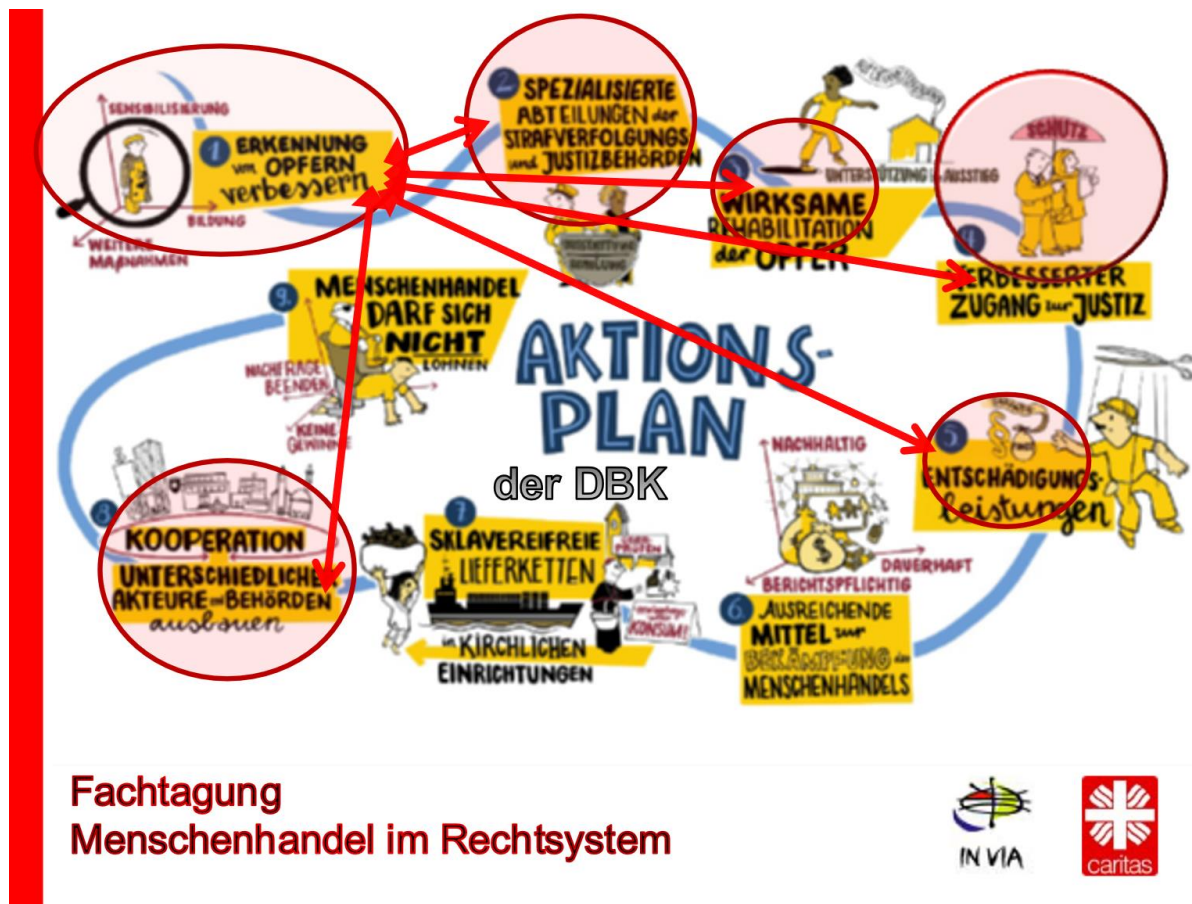 SENSIBILISIERUNG
1 ERKENNUNG
von OPFERN
verbessern
BILDUNG
WEITERE
MAẞNAHMEN
2 SPEZIALISIERTE
ABTEILUNGEN der
STRAFVERFOLGUNGS
und JUSTIZBEHÖRDEN
UNTERSTÜTZUNG AUSSTIEG
3 WIRKSAME
REHABILITATION
der OPFER
SCHUTZ
4 VERBESSERTER
ZUGANG zur JUSTIZ
9. MENSCHENHANDEL
DARF SICH
NICHT
LOHNEN
NACHFRAGE
BEENDEN
KEINE
GEWINNE
AKTIONS-
PLAN
der DBK
5
ENTSCHÄDIGUNGS-
leistungen
NACHHALTIG
$
DAUERHAFT
BERICHTSPFLICHTIG
6 AUSREICHENDE
MITTEL zur
BEKÄMPFUNG des
MENSCHENHANDELS
7
SKLAVEREIFREIE
LIEFERKETTEN
KONSUM!
in KIRCHLICHEN
EINRICHTUNGEN
8
KOOPERATION
UNTERSCHIEDLICHER
AKTEURE und BEHÖRDEN
ausbauen
Fachtagung
Menschenhandel im Rechtsystem
IN VIA
caritas